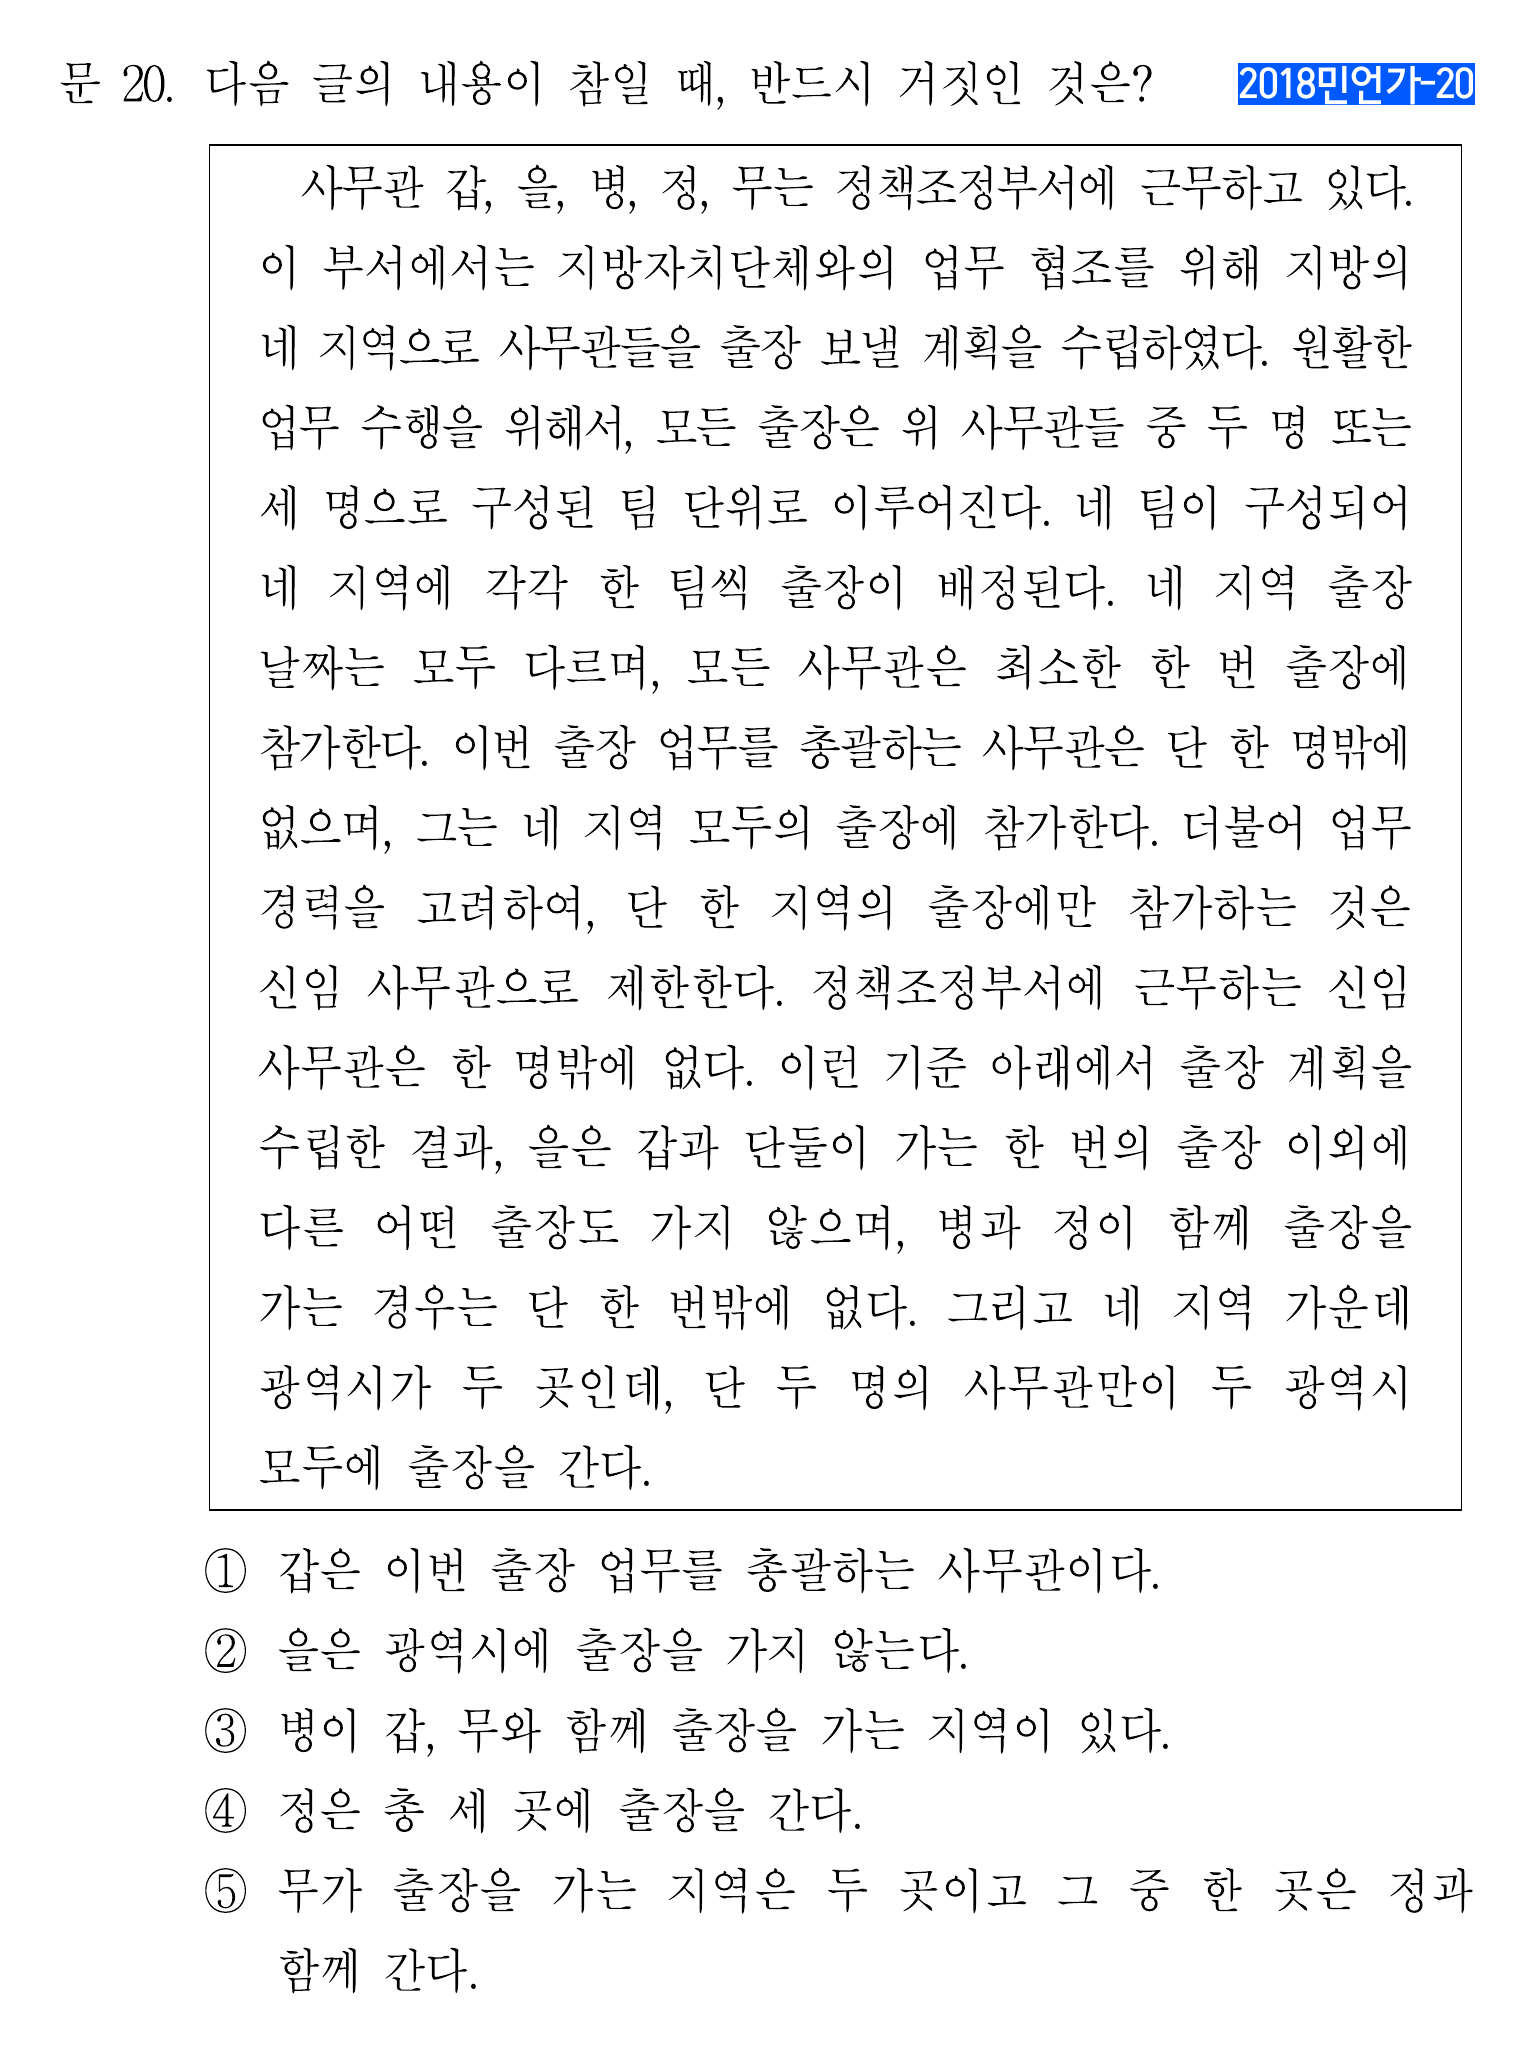 문 20. 다음 글의 내용이 참일 때, 반드시 거짓인 것은? 2018민언가-20
사무관 갑, 을, 병, 정, 무는 정책조정부서에 근무하고 있다.
이 부서에서는 지방자치단체와의 업무 협조를 위해 지방의
네 지역으로 사무관들을 출장 보낼 계획을 수립하였다. 원활한
업무 수행을 위해서, 모든 출장은 위 사무관들 중 두 명 또는
세 명으로 구성된 팀 단위로 이루어진다. 네 팀이 구성되어
네 지역에 각각 한 팀씩 출장이 배정된다. 네 지역 출장
날짜는 모두 다르며, 모든 사무관은 최소한 한 번 출장에
참가한다. 이번 출장 업무를 총괄하는 사무관은 단 한 명밖에
없으며, 그는 네 지역 모두의 출장에 참가한다. 더불어 업무
경력을 고려하여, 단 한 지역의 출장에만 참가하는 것은
신임 사무관으로 제한한다. 정책조정부서에 근무하는 신임
사무관은 한 명밖에 없다. 이런 기준 아래에서 출장 계획을
수립한 결과, 을은 갑과 단둘이 가는 한 번의 출장 이외에
다른 어떤 출장도 가지 않으며, 병과 정이 함께 출장을
가는 경우는 단 한 번밖에 없다. 그리고 네 지역 가운데
광역시가 두 곳인데, 단 두 명의 사무관만이 두 광역시
모두에 출장을 간다.
① 갑은 이번 출장 업무를 총괄하는 사무관이다.
② 을은 광역시에 출장을 가지 않는다.
③ 병이 갑, 무와 함께 출장을 가는 지역이 있다.
④ 정은 총 세 곳에 출장을 간다.
⑤ 무가 출장을 가는 지역은 두 곳이고 그 중 한 곳은 정과
함께 간다.